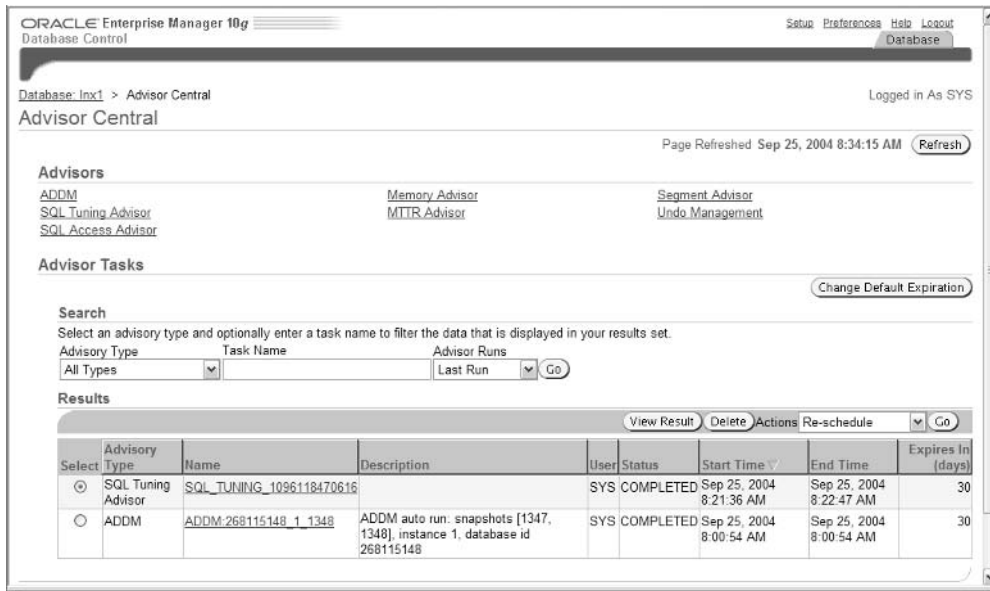 ORACLE Enterprise Manager 10g
Database Control
Setup Preferences Help Logout
Database
Database: lnx1 > Advisor Central
Logged in As SYS
Advisor Central
Page Refreshed Sep 25, 2004 8:34:15 AM Refresh
Advisors
ADDM Memory Advisor Segment Advisor
SQL Tuning Advisor MTTR Advisor Undo Management
SQL Access Advisor
Advisor Tasks
Change Default Expiration
Search
Select an advisory type and optionally enter a task name to filter the data that is displayed in your results set.
Advisory Type Task Name Advisor Runs
All Types Last Run Go
Results
View Result Delete Actions Re-schedule Go
Select Advisory Type Name Description User Status Start Time End Time Expires In (days)
SQL Tuning Advisor SQL_TUNING_1096118470616 SYS COMPLETED Sep 25, 2004 8:21:36 AM Sep 25, 2004 8:22:47 AM 30
ADDM ADDM:268115148_1_1348 ADDM auto run: snapshots [1347, 1348], instance 1, database id 268115148 SYS COMPLETED Sep 25, 2004 8:00:54 AM Sep 25, 2004 8:00:54 AM 30